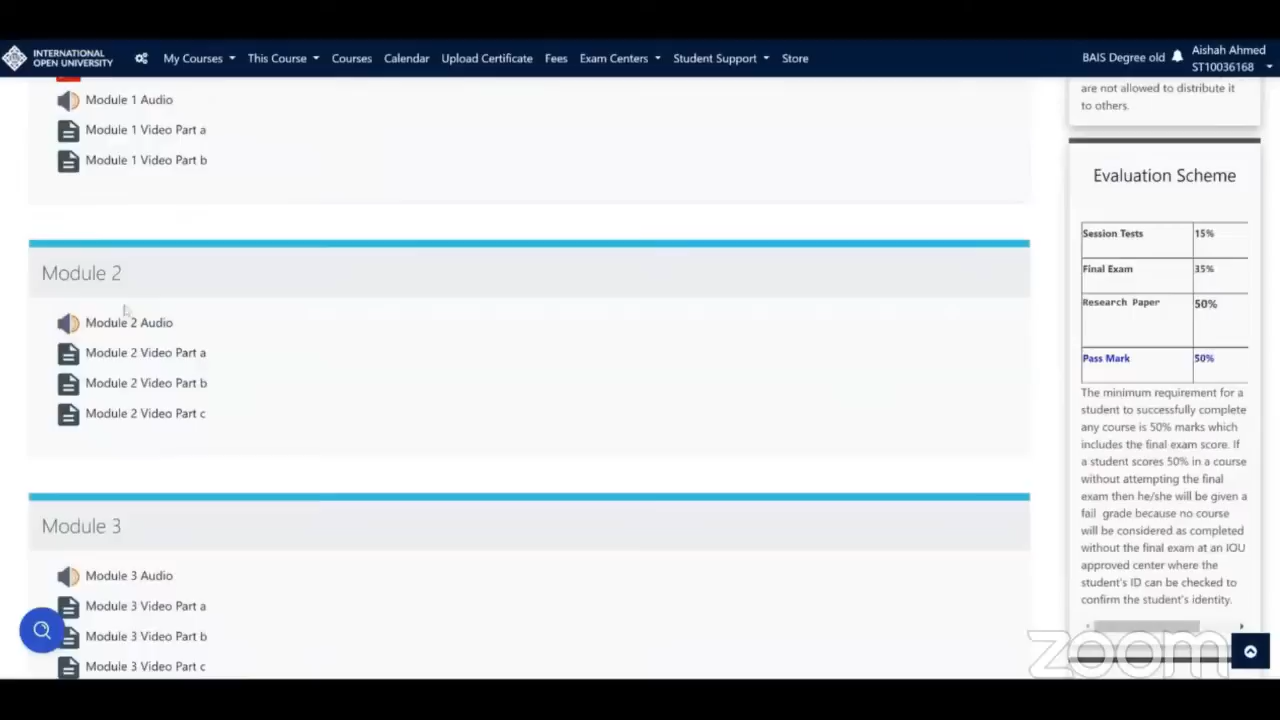 INTERNATIONAL
OPEN UNIVERSITY
My Courses
This Course
Courses
Calendar
Upload Certificate
Fees
Exam Centers
Student Support
Store
BAIS Degree old
Aishah Ahmed
ST10036168
Module 1 Audio
Module 1 Video Part a
Module 1 Video Part b
Module 2
Module 2 Audio
Module 2 Video Part a
Module 2 Video Part b
Module 2 Video Part c
Module 3
Module 3 Audio
Module 3 Video Part a
Module 3 Video Part b
Module 3 Video Part c
are not allowed to distribute it
to others.
Evaluation Scheme
Session Tests 15%
Final Exam 35%
Research Paper 50%
Pass Mark 50%
The minimum requirement for a
student to successfully complete
any course is 50% marks which
includes the final exam score. If
a student scores 50% in a course
without attempting the final
exam then he/she will be given a
fail grade because no course
will be considered as completed
without the final exam at an IOU
approved center where the
student's ID can be checked to
confirm the student's identity.
zoom